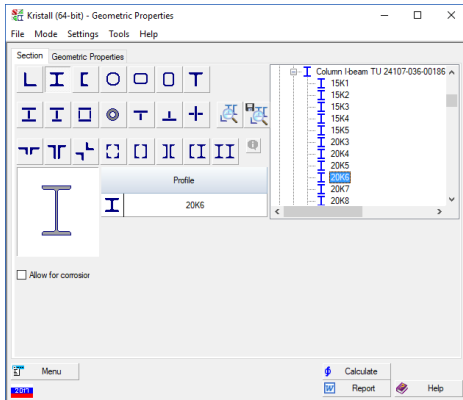 Kristall (64-bit) - Geometric Properties
File Mode Settings Tools Help
Section Geometric Properties
Column I-beam TU 24107-036-00186
15K1
15K2
15K3
15K4
15K5
20K3
20K4
20K5
20K6
20K7
20K8
Profile
20K6
Allow for corrosior
Menu
Calculate
Report
Help